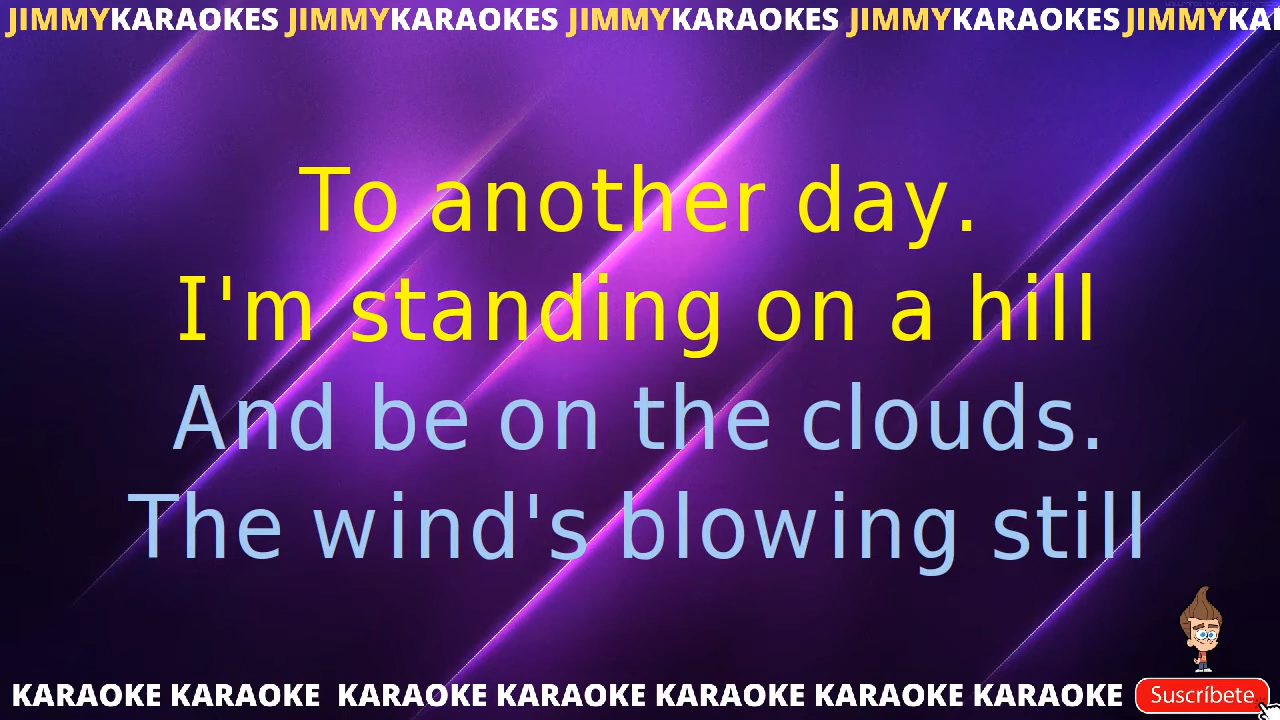 JIMMYKARAOKES JIMMYKARAOKES JIMMYKARAOKES JIMMYKARAOKES JIMMYKA
To another day.
I'm standing on a hill
And be on the clouds.
The wind's blowing still
KARAOKE KARAOKE KARAOKE KARAOKE KARAOKE KARAOKE KARAOKE Suscríbete